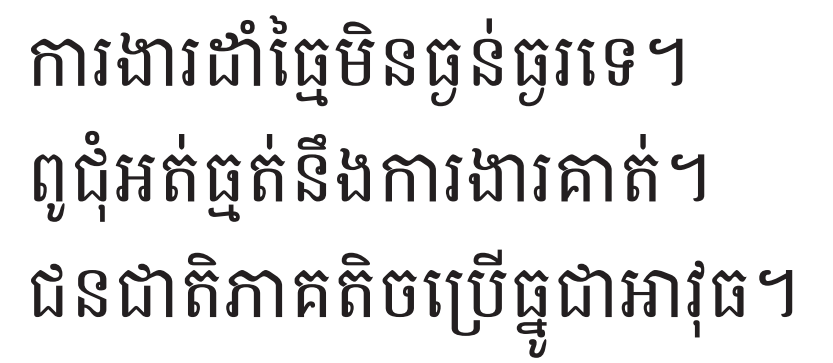 ការងារដាំធ្មៃមិនធ្ងន់ធ្ងរទេ។
ពូជុំអត់ធ្មត់នឹងការងារគាត់។
ជនជាតិភាគតិចប្រើធ្នូជាអាវុធ។